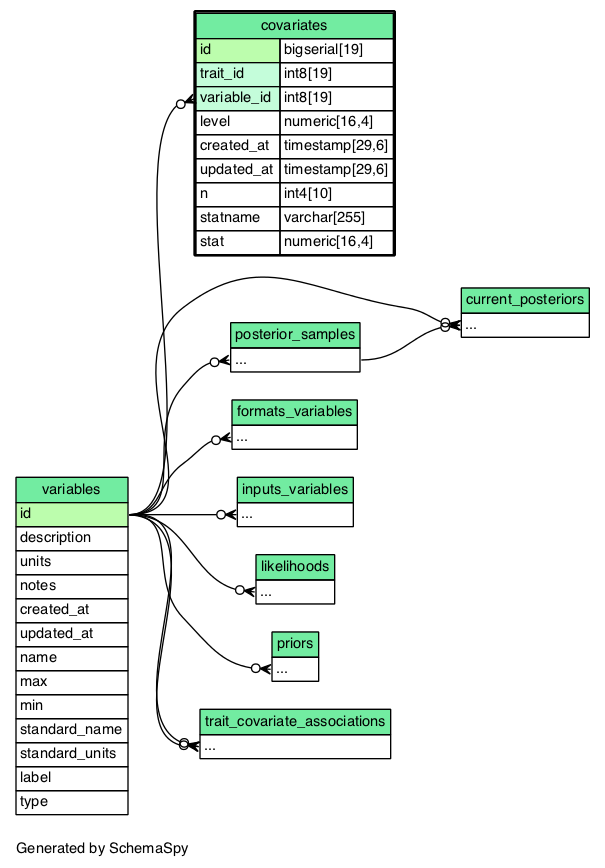 covariates
id bigserial[19]
trait_id int8[19]
variable_id int8[19]
level numeric[16,4]
created_at timestamp[29,6]
updated_at timestamp[29,6]
n int4[10]
statname varchar[255]
stat numeric[16,4]
current_posteriors
...
posterior_samples
...
formats_variables
...
inputs_variables
...
likelihoods
...
priors
...
trait_covariate_associations
...
variables
id
description
units
notes
created_at
updated_at
name
max
min
standard_name
standard_units
label
type
Generated by SchemaSpy